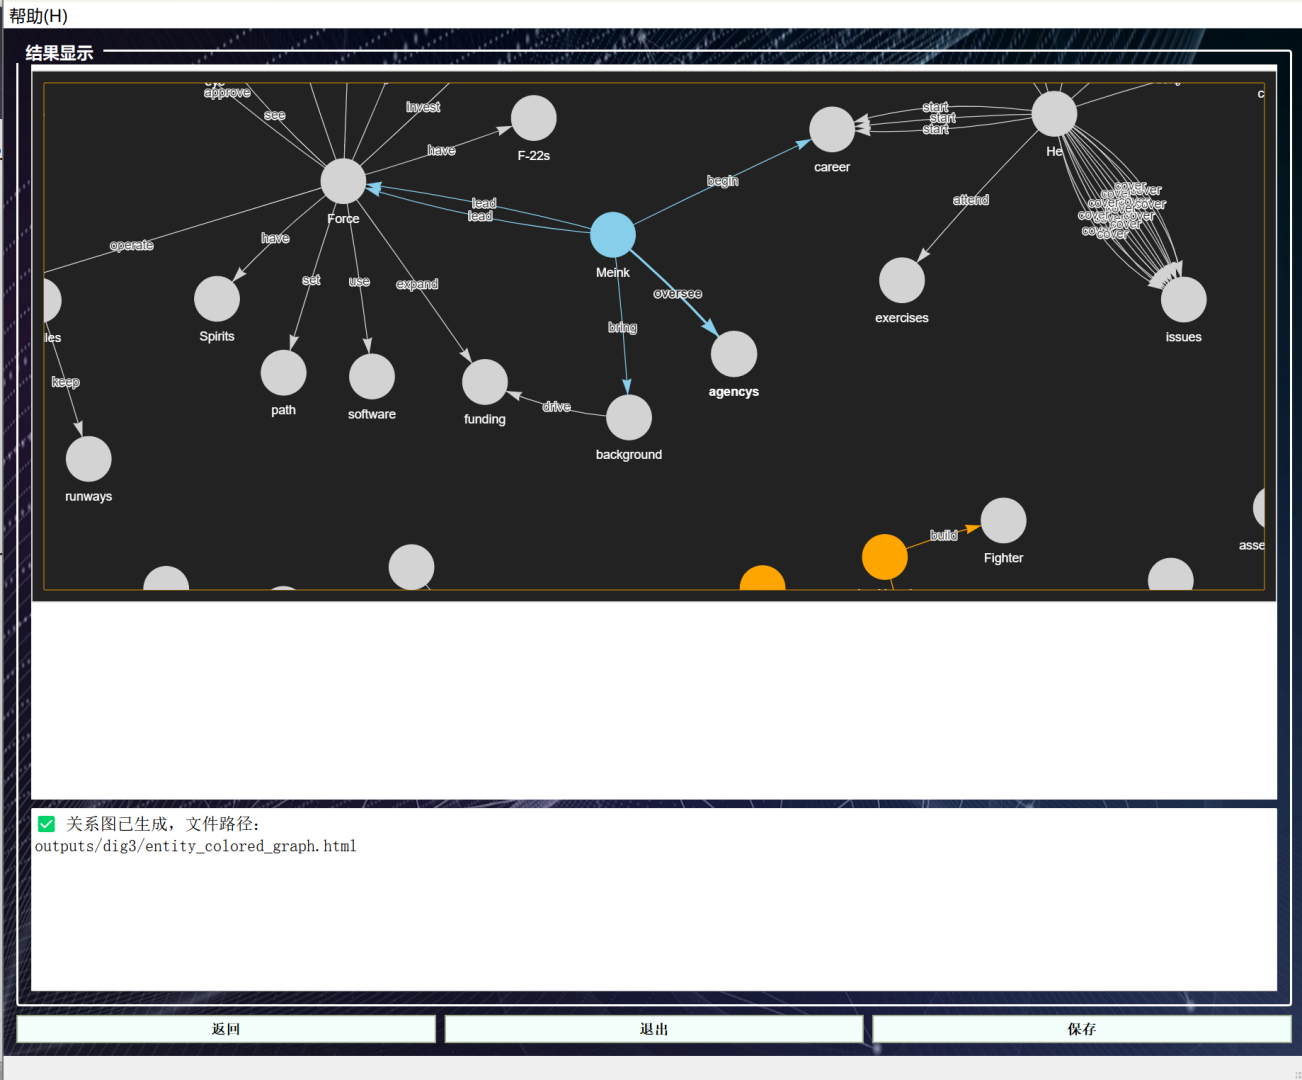 帮助(H)
结果显示
approve
see
invest
have
F-22s
Force
lead
lead
operate
have
set
use
expand
Spirits
path
software
funding
les
keep
runways
begin
career
start
start
start
He
Meink
oversee
bring
agencys
drive
background
attend
exercises
cover
cover
cover
cover
cover
cover
cover
cover
issues
build
Fighter
asse
✅ 关系图已生成，文件路径：
outputs/dig3/entity_colored_graph.html
返回
退出
保存